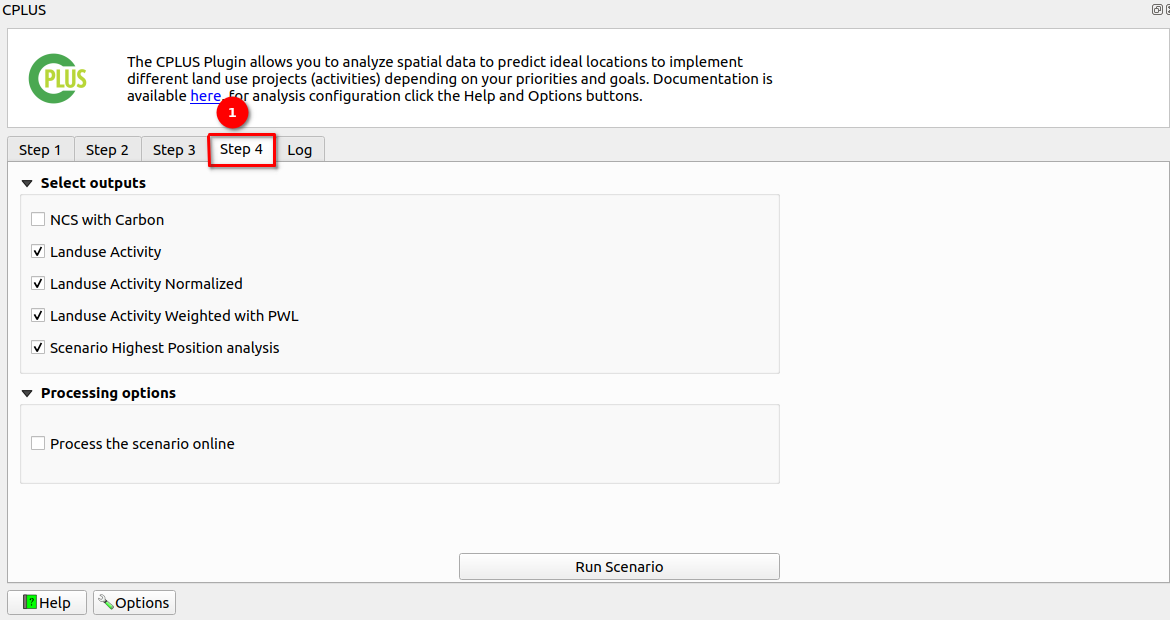 CPLUS
CPLUS
The CPLUS Plugin allows you to analyze spatial data to predict ideal locations to implement
different land use projects (activities) depending on your priorities and goals. Documentation is
available here, for analysis configuration click the Help and Options buttons.
1
Step 1 Step 2 Step 3 Step 4 Log
Select outputs
NCS with Carbon
Landuse Activity
Landuse Activity Normalized
Landuse Activity Weighted with PWL
Scenario Highest Position analysis
Processing options
Process the scenario online
Run Scenario
Help Options